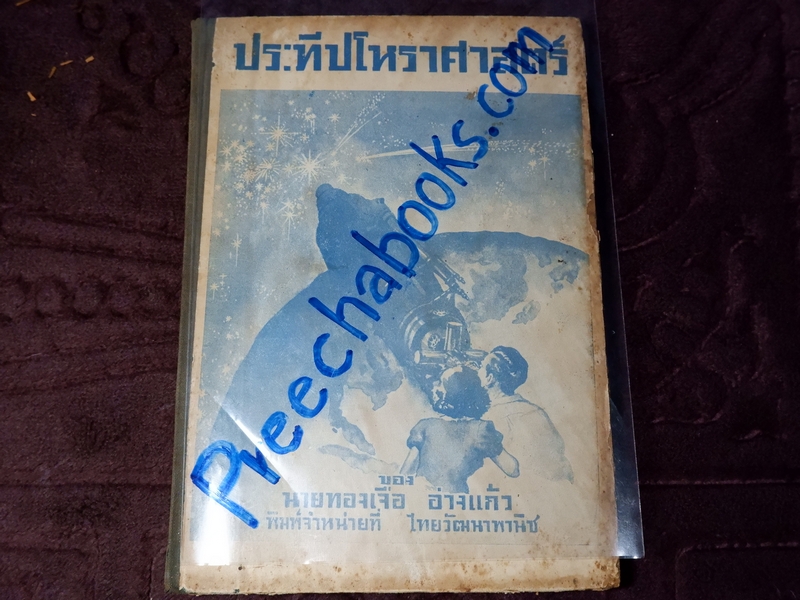 ประทีปโหราศาสตร์
Preechabooks.com
ของ
นายทองเจือ อ่างแก้ว
พิมพ์จำหน่ายที่ ไทยวัฒนาพานิช